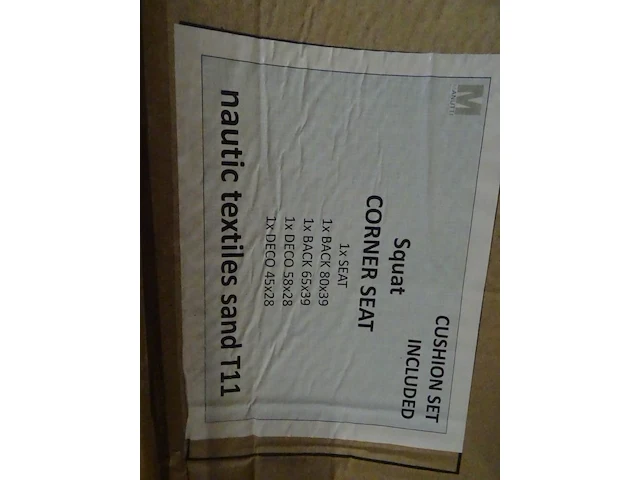 M
MANUTTI
CUSHION SET
INCLUDED
Squat
CORNER SEAT
1x SEAT
1x BACK 80x39
1x BACK 65x39
1x DECO 58x28
1x DECO 45x28
nautic textiles sand T11